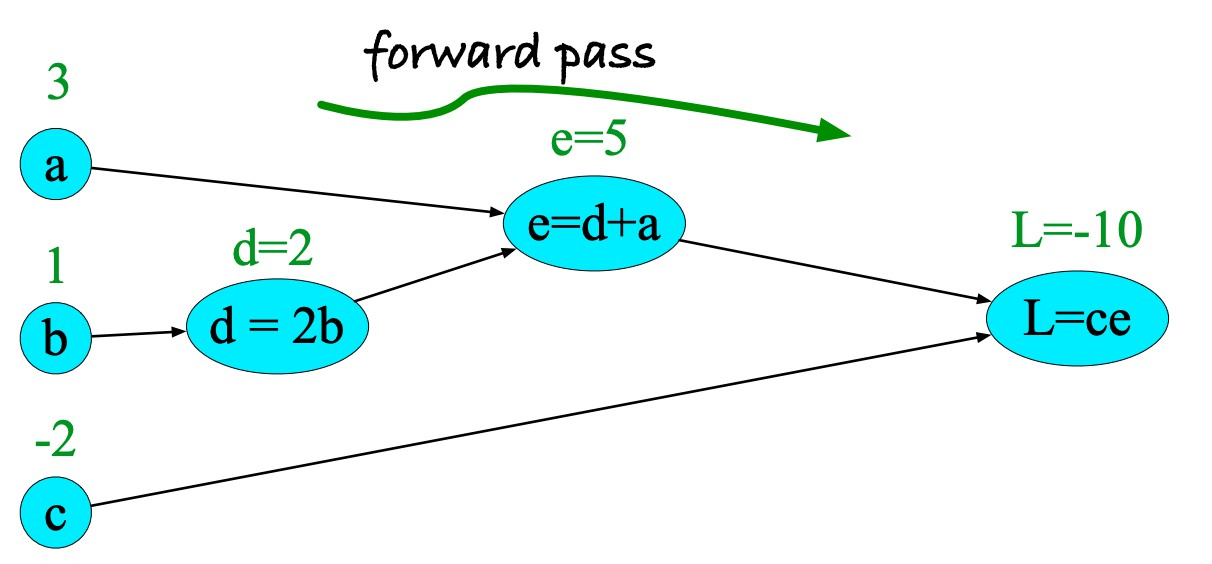 forward pass
3
a
e=5
e=d+a
L=-10
1
d=2
b
d = 2b
L=ce
-2
c